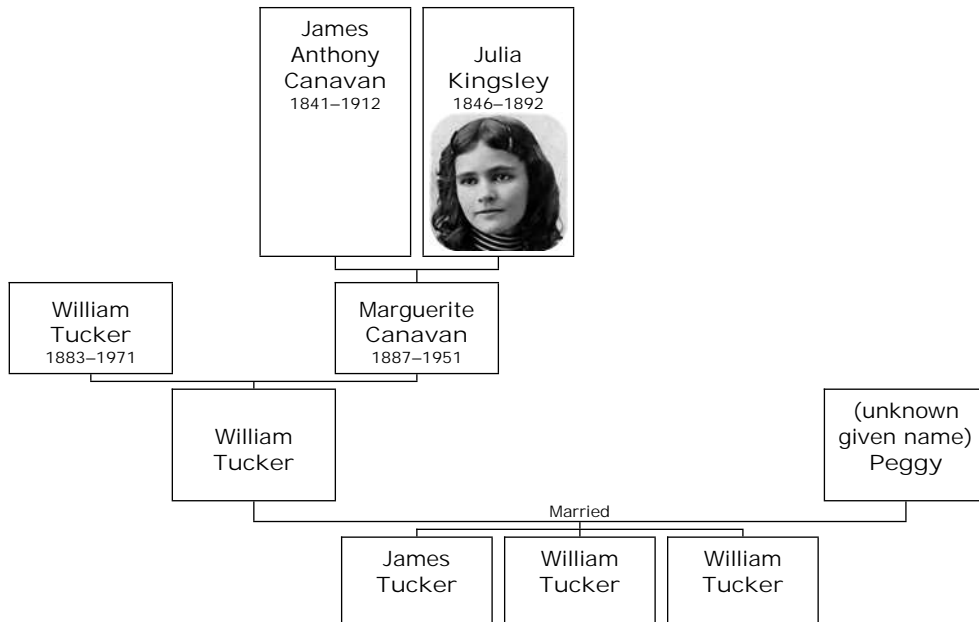 James
Anthony
Canavan
1841–1912
Julia
Kingsley
1846–1892
William
Tucker
1883–1971
Marguerite
Canavan
1887–1951
William
Tucker
(unknown
given name)
Peggy
Married
James
Tucker
William
Tucker
William
Tucker